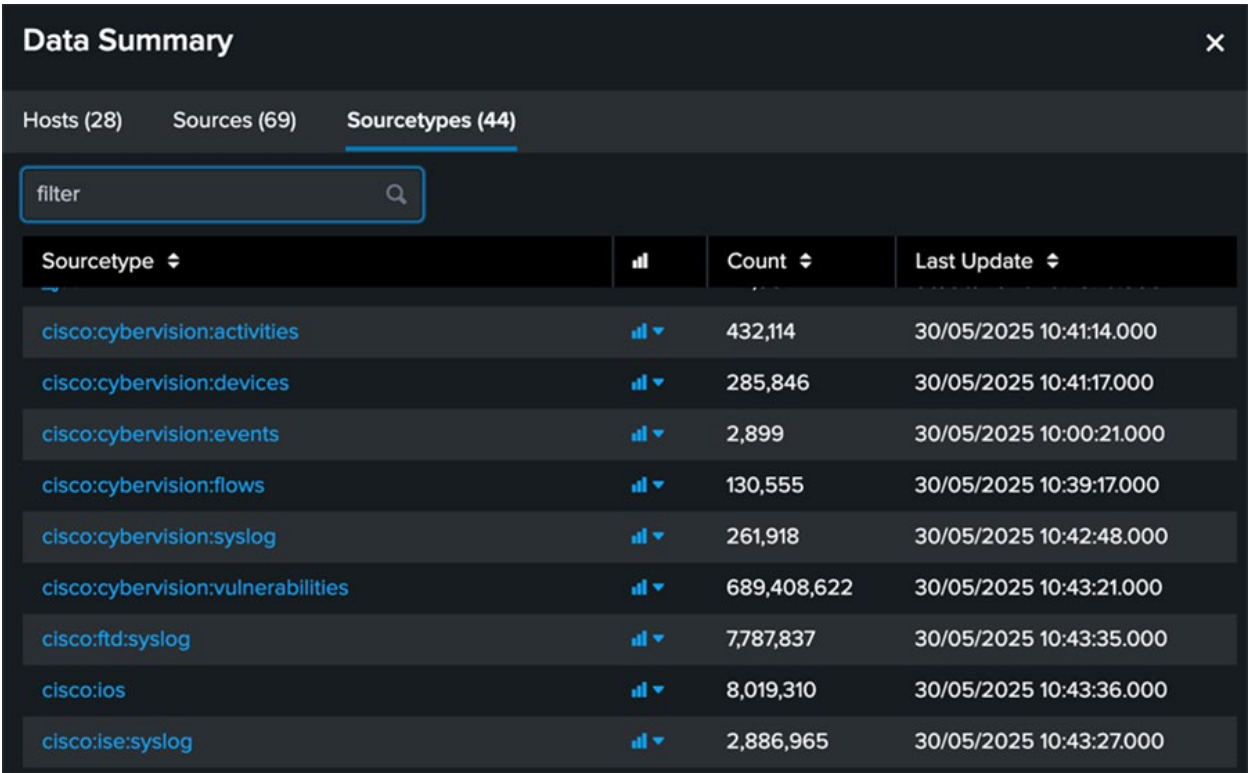 Data Summary
Hosts (28) Sources (69) Sourcetypes (44)
filter
Sourcetype Count Last Update
cisco:cybervision:activities 432,114 30/05/2025 10:41:14.000
cisco:cybervision:devices 285,846 30/05/2025 10:41:17.000
cisco:cybervision:events 2,899 30/05/2025 10:00:21.000
cisco:cybervision:flows 130,555 30/05/2025 10:39:17.000
cisco:cybervision:syslog 261,918 30/05/2025 10:42:48.000
cisco:cybervision:vulnerabilities 689,408,622 30/05/2025 10:43:21.000
cisco:ftd:syslog 7,787,837 30/05/2025 10:43:35.000
cisco:ios 8,019,310 30/05/2025 10:43:36.000
cisco:ise:syslog 2,886,965 30/05/2025 10:43:27.000